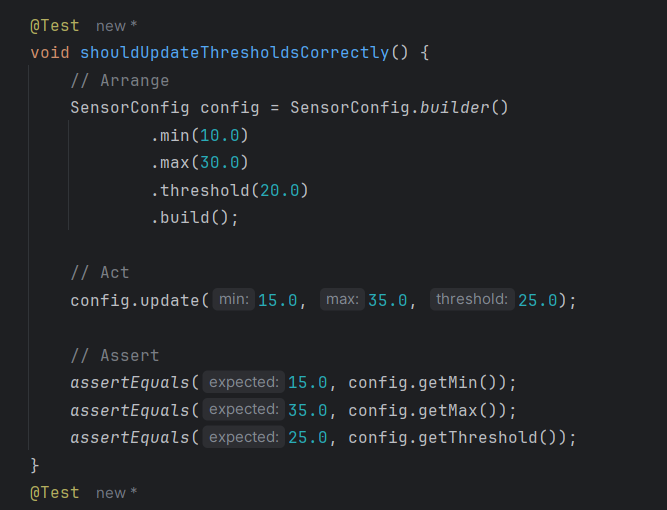 @Test new *
void shouldUpdateThresholdsCorrectly() {
// Arrange
SensorConfig config = SensorConfig.builder()
.min(10.0)
.max(30.0)
.threshold(20.0)
.build();
// Act
config.update( min: 15.0, max: 35.0, threshold: 25.0);
// Assert
assertEquals( expected: 15.0, config.getMin());
assertEquals( expected: 35.0, config.getMax());
assertEquals( expected: 25.0, config.getThreshold());
}
@Test new *